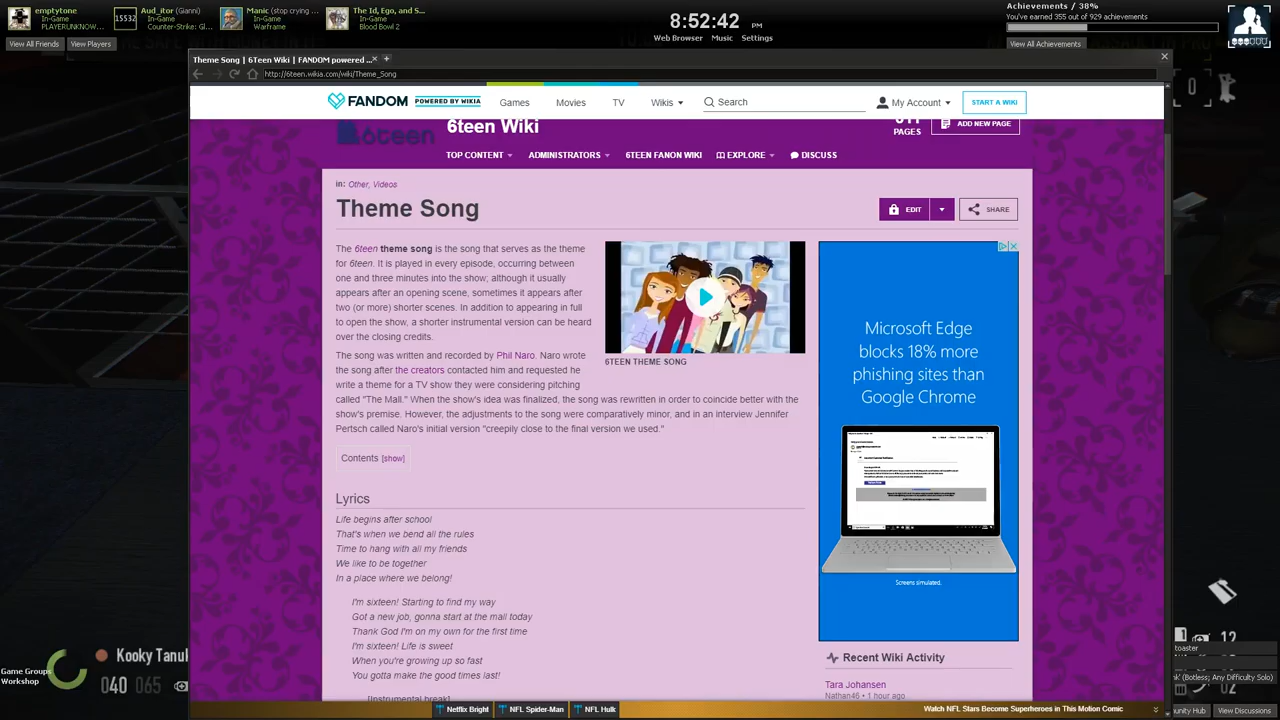 emptytone
In-Game
PLAYERUNKNOW...
15532
Aud_itor (Gianni)
In-Game
Counter-Strike: Gl...
Manic (stop crying ...
In-Game
Warframe
The Id, Ego, and S...
In-Game
Blood Bowl 2
View All Friends
View Players
8:52:42 PM
Web Browser Music Settings
Achievements / 38%
You've earned 355 out of 929 achievements
View All Achievements
Theme Song | 6Teen Wiki | FANDOM powered ...
http://6teen.wikia.com/wiki/Theme_Song
FANDOM POWERED BY WIKIA Games Movies TV Wikis Search My Account START A WIKI
6teen
6teen Wiki
PAGES
ADD NEW PAGE
TOP CONTENT ADMINISTRATORS 6TEEN FANON WIKI EXPLORE DISCUSS
in: Other, Videos
Theme Song
EDIT
SHARE
The 6teen theme song is the song that serves as the theme
for 6teen. It is played in every episode, occurring between
one and three minutes into the show; although it usually
appears after an opening scene, sometimes it appears after
two (or more) shorter scenes. In addition to appearing in full
to open the show, a shorter instrumental version can be heard
over the closing credits.
6TEEN THEME SONG
The song was written and recorded by Phil Naro. Naro wrote
the song after the creators contacted him and requested he
write a theme for a TV show they were considering pitching
called "The Mall." When the show's idea was finalized, the song was rewritten in order to coincide better with the
show's premise. However, the adjustments to the song were comparatively minor, and in an interview Jennifer
Pertsch called Naro's initial version "creepily close to the final version we used."
Contents [show]
Lyrics
Life begins after school
That's when we bend all the rules
Time to hang with all my friends
We like to be together
In a place where we belong!
I'm sixteen! Starting to find my way
Got a new job, gonna start at the mall today
Thank God I'm on my own for the first time
I'm sixteen! Life is sweet
When you're growing up so fast
You gotta make the good times last!
[Instrumental break]
Microsoft Edge
blocks 18% more
phishing sites than
Google Chrome
Screens simulated.
Recent Wiki Activity
Tara Johansen
Nathan46 • 1 hour ago
Netflix Bright
NFL Spider-Man
NFL Hulk
Watch NFL Stars Become Superheroes in This Motion Comic
Game Groups
Workshop
Kooky Tanuk
040 065
0
12
toaster
(Botless; Any Difficulty Solo)
View Discussions